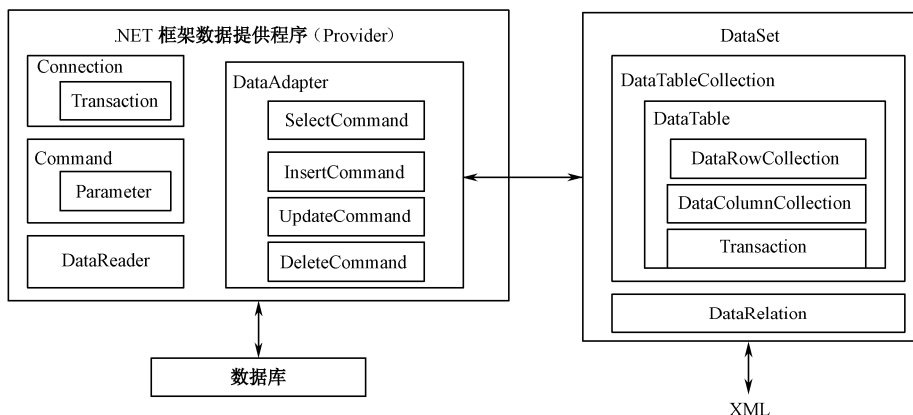 .NET 框架数据提供程序（Provider）
Connection
Transaction
Command
Parameter
DataReader
DataAdapter
SelectCommand
InsertCommand
UpdateCommand
DeleteCommand
数据库
DataSet
DataTableCollection
DataTable
DataRowCollection
DataColumnCollection
Transaction
DataRelation
XML